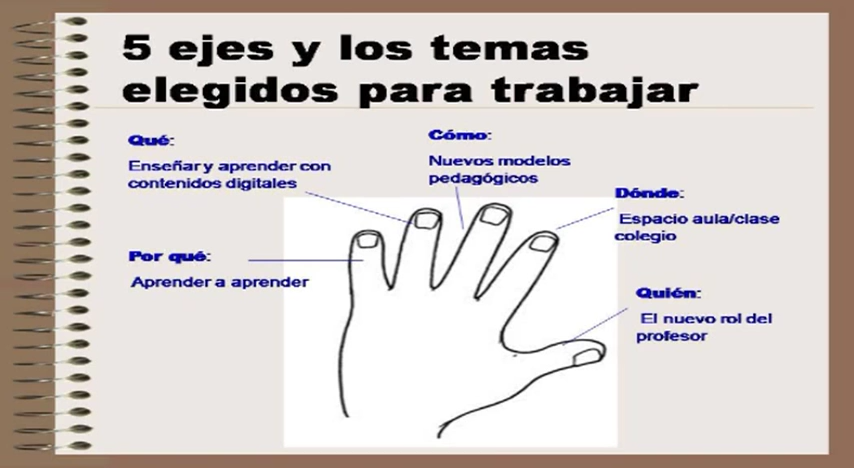 5 ejes y los temas
elegidos para trabajar
Qué:
Enseñar y aprender con
contenidos digitales
Cómo:
Nuevos modelos
pedagógicos
Dónde:
Espacio aula/clase
colegio
Por qué:
Aprender a aprender
Quién:
El nuevo rol del
profesor